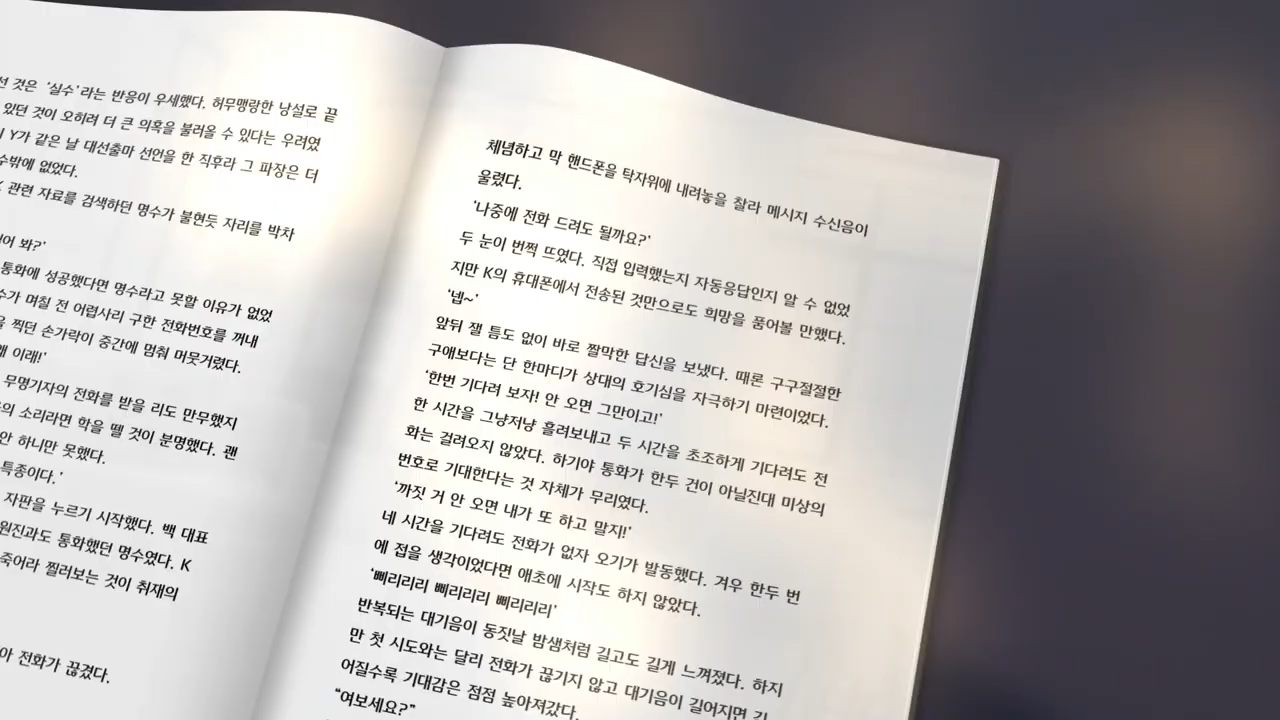 선 것은 '실수'라는 반응이 우세했다. 허무맹랑한 낭설로 끝
있던 것이 오히려 더 큰 의혹을 불러올 수 있다는 우려였
Y가 같은 날 대선출마 선언을 한 직후라 그 파장은 더
수밖에 없었다.
관련 자료를 검색하던 명수가 불현듯 자리를 박차
봐?'
통화에 성공했다면 명수라고 못할 이유가 없었
며칠 전 어렵사리 구한 전화번호를 꺼내
찍던 손가락이 중간에 멈춰 머뭇거렸다.
이래!'
무명기자의 전화를 받을 리도 만무했지
소리라면 학을 뗄 것이 분명했다. 괜
안 하니만 못했다.
특종이다.'
자판을 누르기 시작했다. 백 대표
통화했던 명수였다. K
죽어라 찔러보는 것이 취재의
전화가 끊겼다.
체념하고 막 핸드폰을 탁자위에 내려놓을 찰라 메시지 수신음이
울렸다.
'나중에 전화 드려도 될까요?'
두 눈이 번쩍 뜨였다. 직접 입력했는지 자동응답인지 알 수 없었
지만 K의 휴대폰에서 전송된 것만으로도 희망을 품어볼 만했다.
'넵~'
앞뒤 잴 틈도 없이 바로 짤막한 답신을 보냈다. 때론 구구절절한
구애보다는 단 한마디가 상대의 호기심을 자극하기 마련이었다.
'한번 기다려 보자! 안 오면 그만이고!'
한 시간을 그냥저냥 흘려보내고 두 시간을 초조하게 기다려도 전
화는 걸려오지 않았다. 하기야 통화가 한두 건이 아닐진대 미상의
번호로 기대한다는 것 자체가 무리였다.
'까짓 거 안 오면 내가 또 하고 말지!'
네 시간을 기다려도 전화가 없자 오기가 발동했다. 겨우 한두 번
에 접을 생각이었다면 애초에 시작도 하지 않았다.
'삐리리리 삐리리리 삐리리리'
반복되는 대기음이 동짓날 밤샘처럼 길고도 길게 느껴졌다. 하지
만 첫 시도와는 달리 전화가 끊기지 않고 대기음이 길어지면 길
어질수록 기대감은 점점 높아져갔다.
"여보세요?"